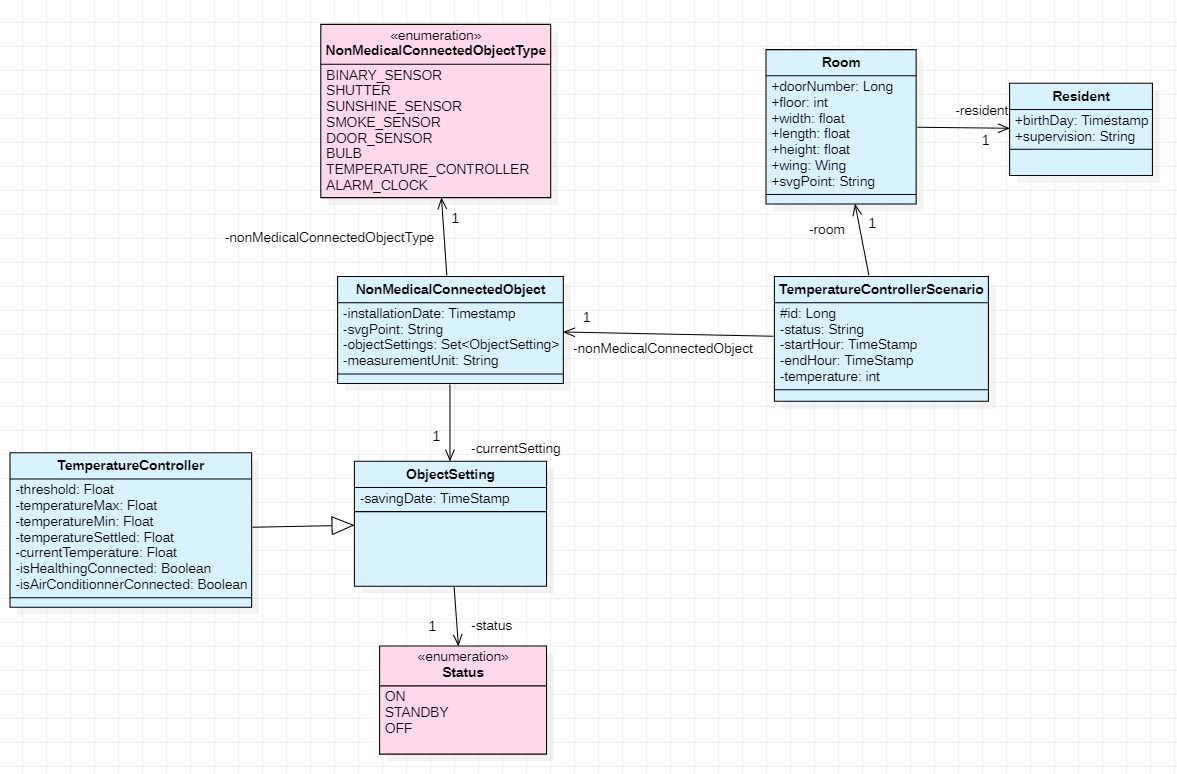 «enumeration»
NonMedicalConnectedObjectType
BINARY_SENSOR
SHUTTER
SUNSHINE_SENSOR
SMOKE_SENSOR
DOOR_SENSOR
BULB
TEMPERATURE_CONTROLLER
ALARM_CLOCK
Room
+doorNumber: Long
+floor: int
+width: float
+length: float
+height: float
+wing: Wing
+svgPoint: String
-resident
1
Resident
+birthDay: Timestamp
+supervision: String
1
-nonMedicalConnectedObjectType
1
-room
NonMedicalConnectedObject
-installationDate: Timestamp
-svgPoint: String
-objectSettings: Set<ObjectSetting>
-measurementUnit: String
1
-nonMedicalConnectedObject
TemperatureControllerScenario
#id: Long
-status: String
-startHour: TimeStamp
-endHour: TimeStamp
-temperature: int
1
-currentSetting
TemperatureController
-threshold: Float
-temperatureMax: Float
-temperatureMin: Float
-temperatureSettled: Float
-currentTemperature: Float
-isHealthingConnected: Boolean
-isAirConditionnerConnected: Boolean
ObjectSetting
-savingDate: TimeStamp
1
-status
«enumeration»
Status
ON
STANDBY
OFF